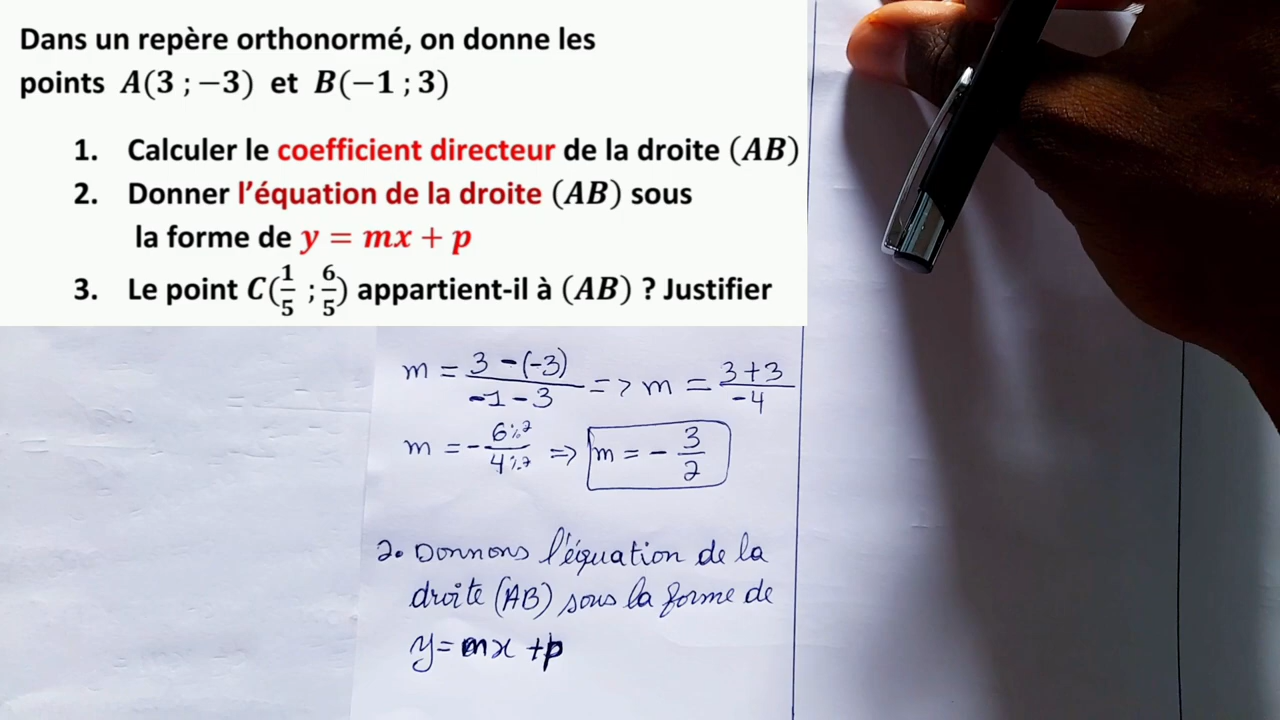 Dans un repère orthonormé, on donne les
points A(3 ; −3) et B(−1 ; 3)
1. Calculer le coefficient directeur de la droite (AB)
2. Donner l’équation de la droite (AB) sous
la forme de y = mx + p
3. Le point C(1/5 ; 6/5) appartient-il à (AB) ? Justifier
m = 3 - (-3) / -1 - 3 => m = 3+3 / -4
m = - 6÷2 / 4÷2 => m = - 3/2
2. Donnons l'équation de la
droite (AB) sous la forme de
y = mx + p